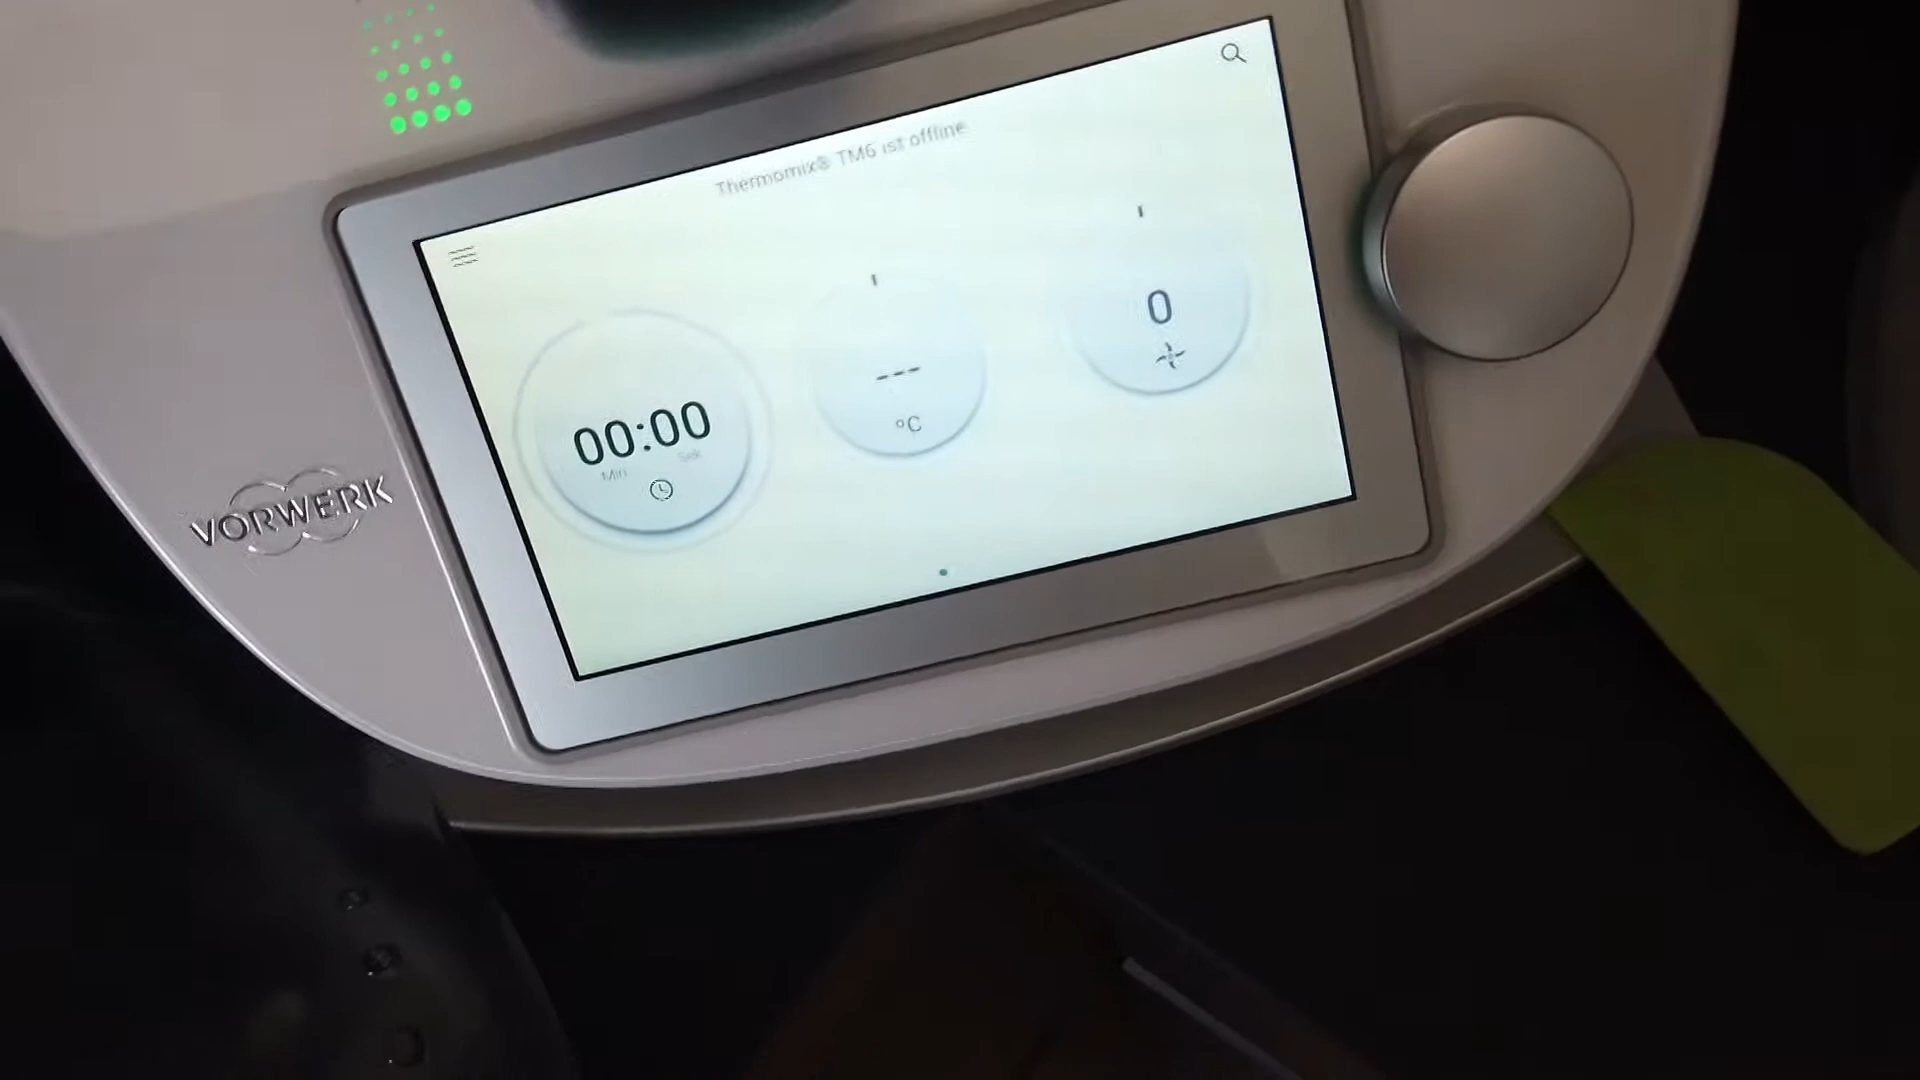 Thermomix® TM6 ist offline
00:00
Min Sek
---
°C
0
VORWERK